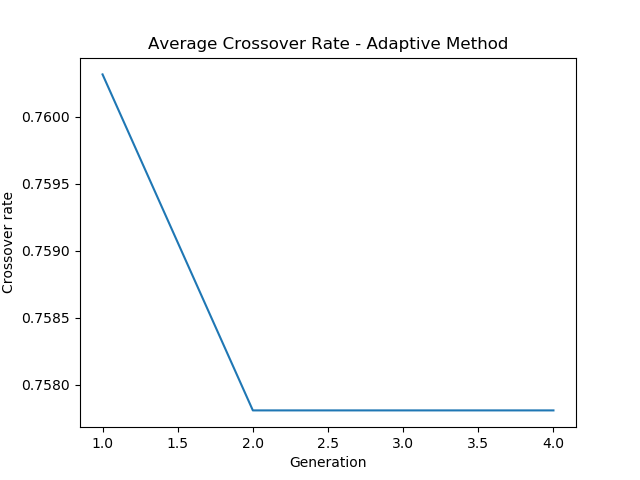 Average Crossover Rate - Adaptive Method
0.7600
0.7595
0.7590
0.7585
0.7580
Crossover rate
1.0 1.5 2.0 2.5 3.0 3.5 4.0
Generation